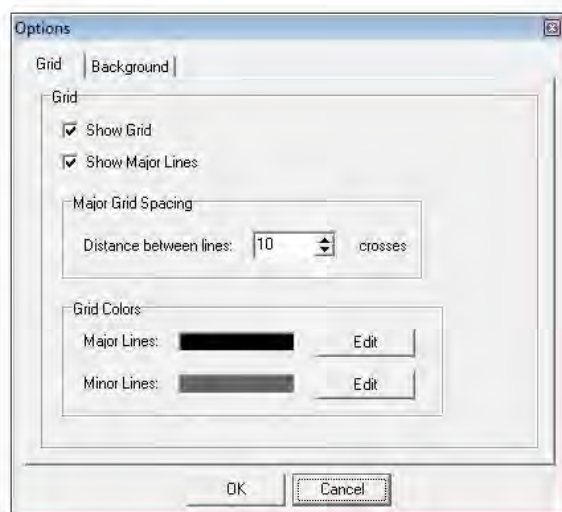 Options
Grid Background
Grid
Show Grid
Show Major Lines
Major Grid Spacing
Distance between lines: 10 crosses
Grid Colors
Major Lines: Edit
Minor Lines: Edit
OK Cancel